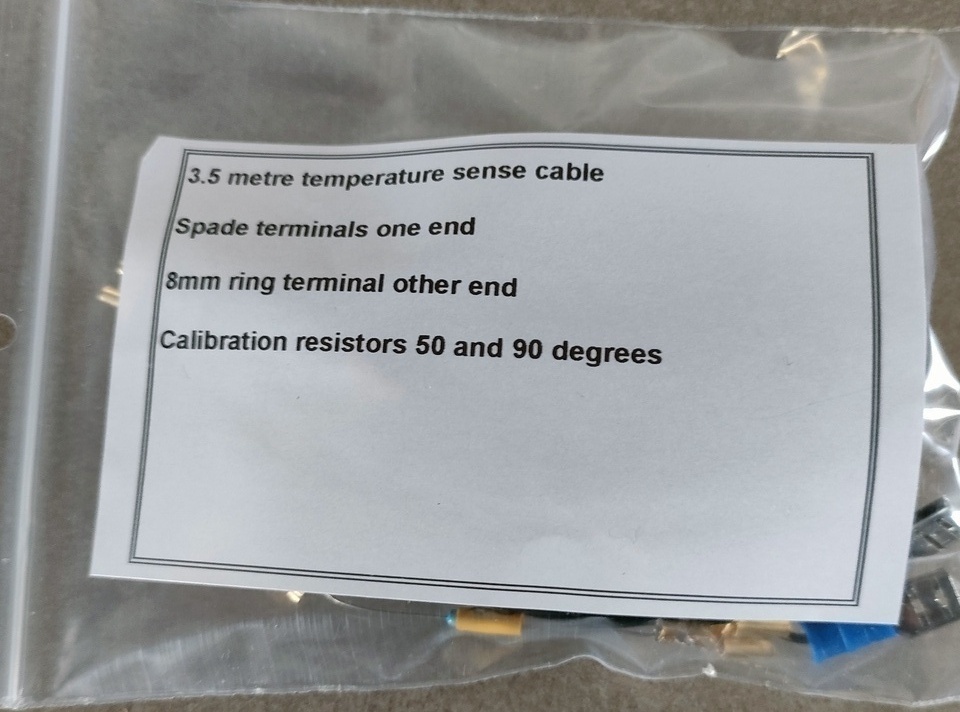 3.5 metre temperature sense cable
Spade terminals one end
8mm ring terminal other end
Calibration resistors 50 and 90 degrees